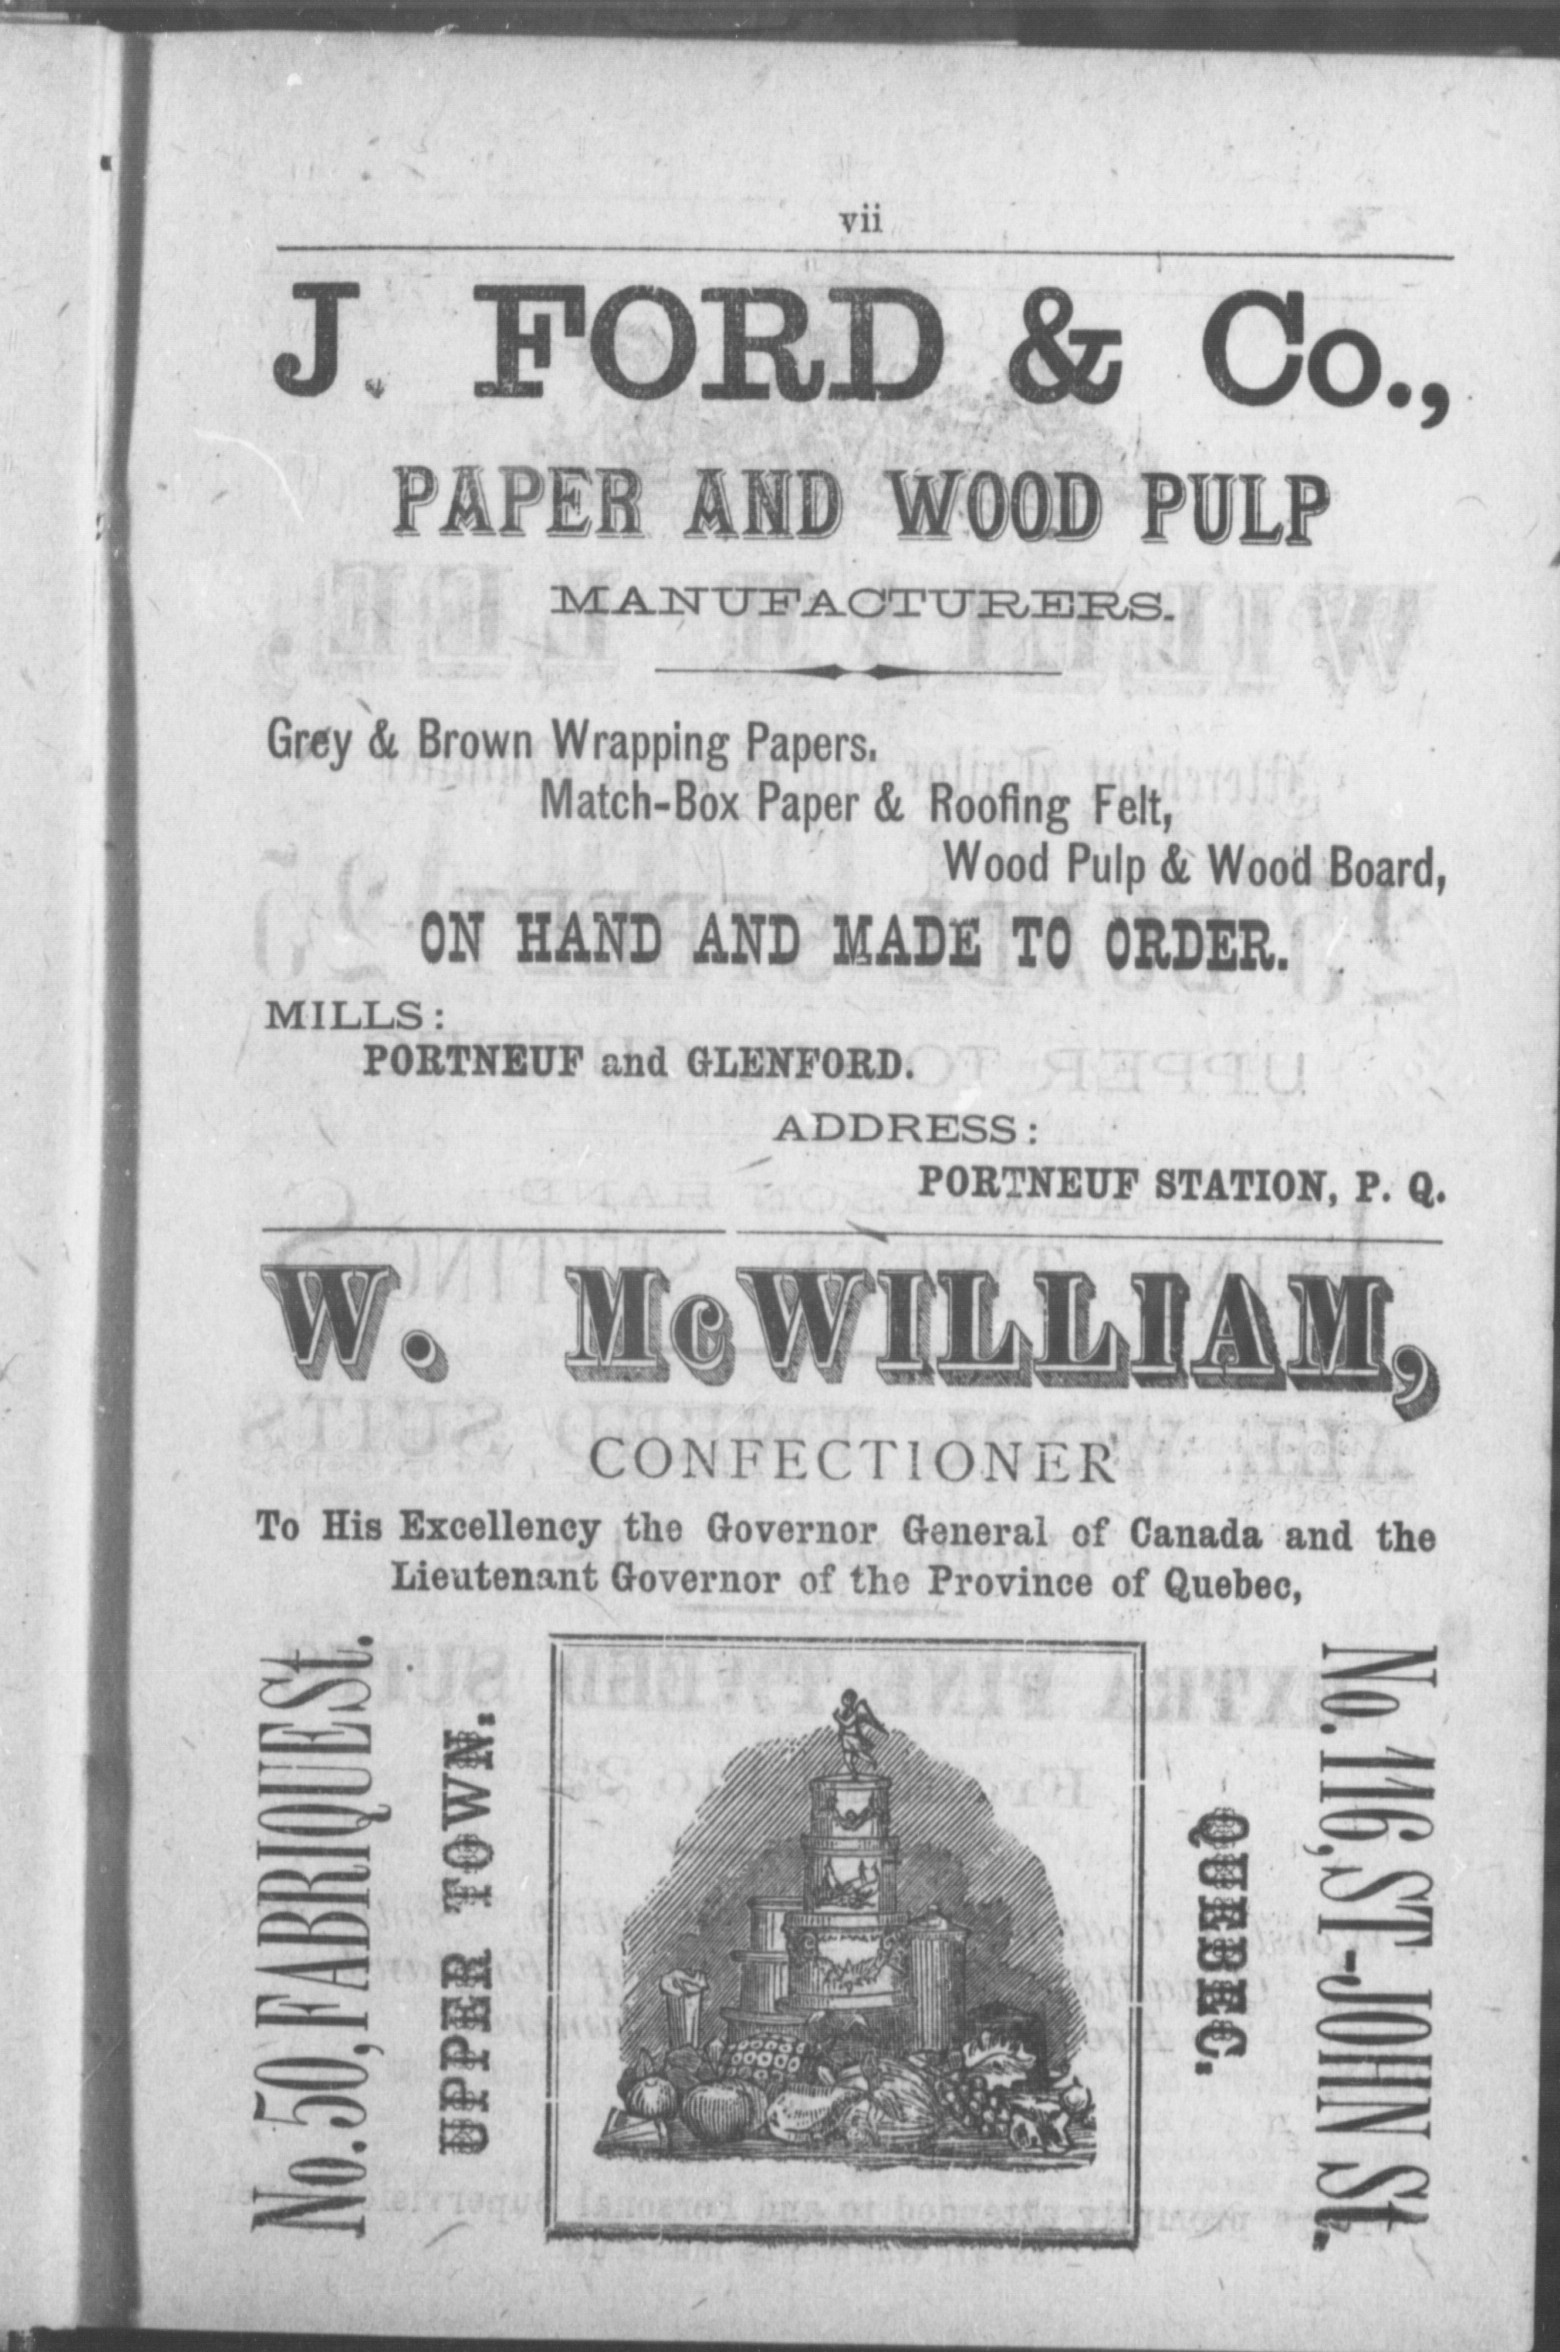 vii
J. FORD & Co.,
PAPER AND WOOD PULP
MANUFACTURERS.
Grey & Brown Wrapping Papers.
Match-Box Paper & Roofing Felt,
Wood Pulp & Wood Board,
ON HAND AND MADE TO ORDER.
MILLS:
PORTNEUF and GLENFORD.
ADDRESS:
PORTNEUF STATION, P. Q.
W. McWILLIAM,
CONFECTIONER
To His Excellency the Governor General of Canada and the
Lieutenant Governor of the Province of Quebec,
No. 50, FABRIQUE St.
UPPER TOWN.
QUEBEC.
No. 116, ST-JOHN St.